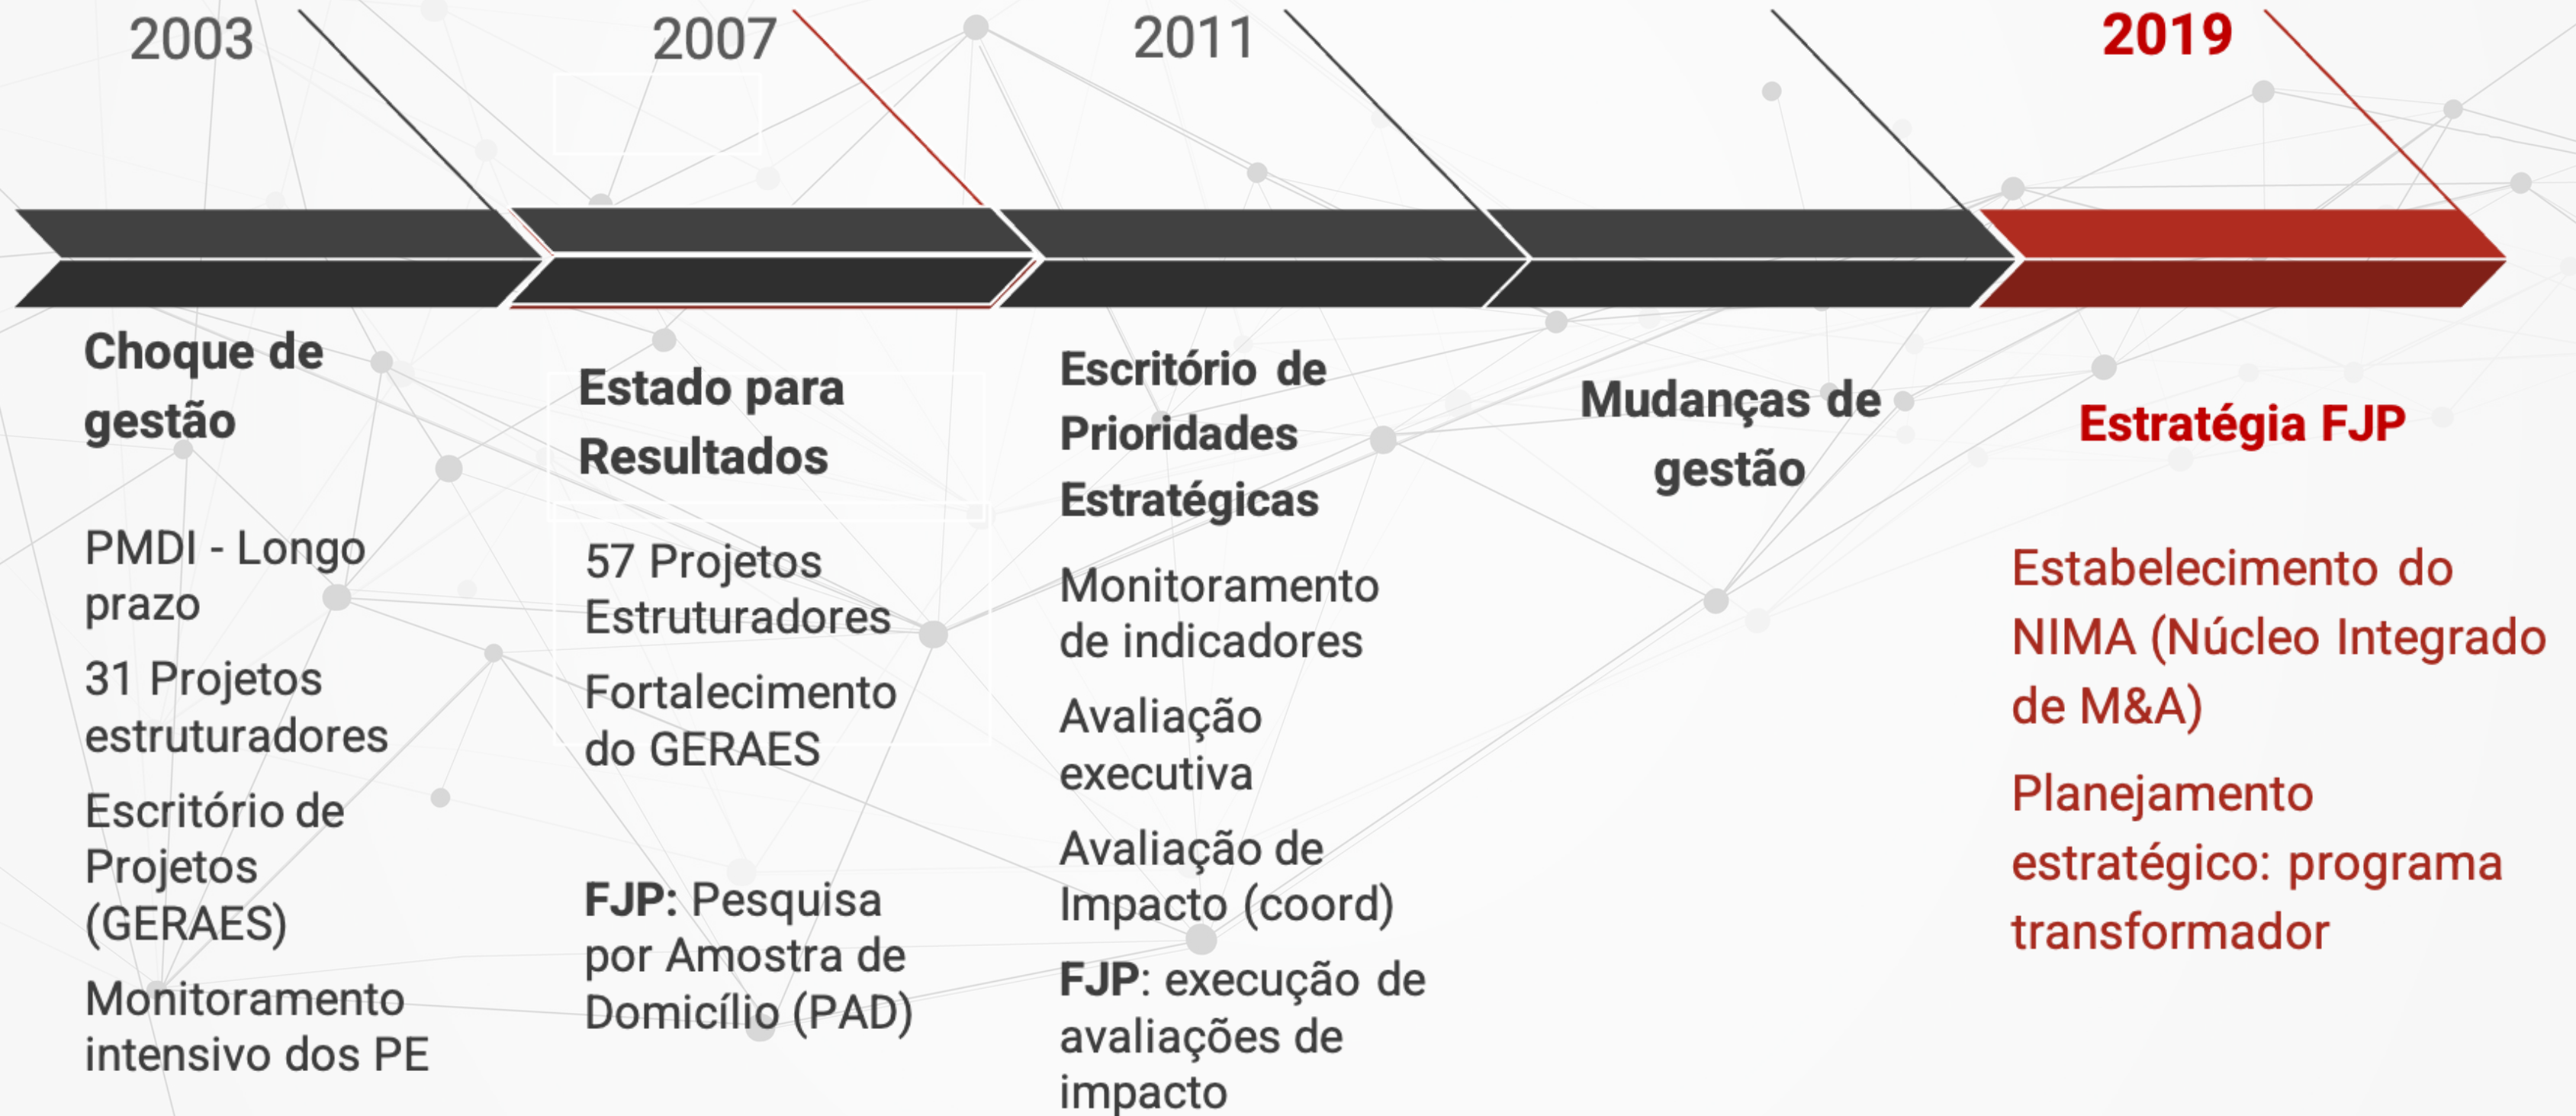 2003
2007
2011
2019
Choque de
gestão
PMDI - Longo
prazo
31 Projetos
estruturadores
Escritório de
Projetos
(GERAES)
Monitoramento
intensivo dos PE
Estado para
Resultados
57 Projetos
Estruturadores
Fortalecimento
do GERAES
FJP: Pesquisa
por Amostra de
Domicílio (PAD)
Escritório de
Prioridades
Estratégicas
Monitoramento
de indicadores
Avaliação
executiva
Avaliação de
Impacto (coord)
FJP: execução de
avaliações de
impacto
Mudanças de
gestão
Estratégia FJP
Estabelecimento do
NIMA (Núcleo Integrado
de M&A)
Planejamento
estratégico: programa
transformador